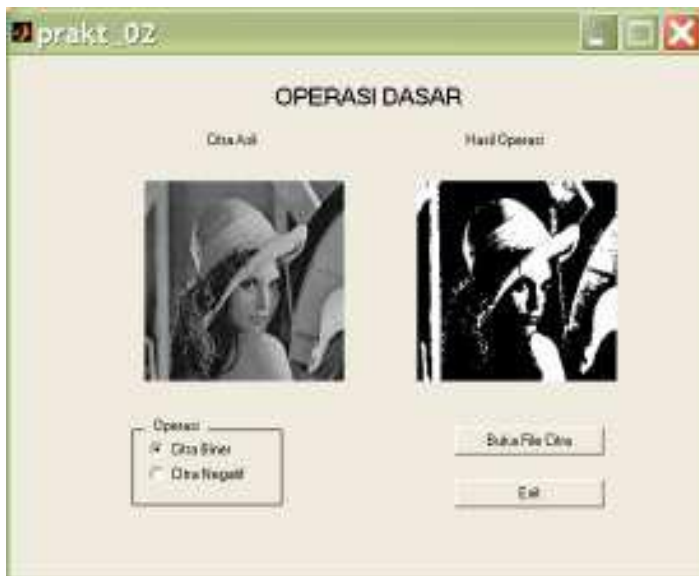 prakt_02
OPERASI DASAR
Citra Asli
Hasil Operasi
Operasi
Citra Biner
Citra Negatif
Buka File Citra
Exit